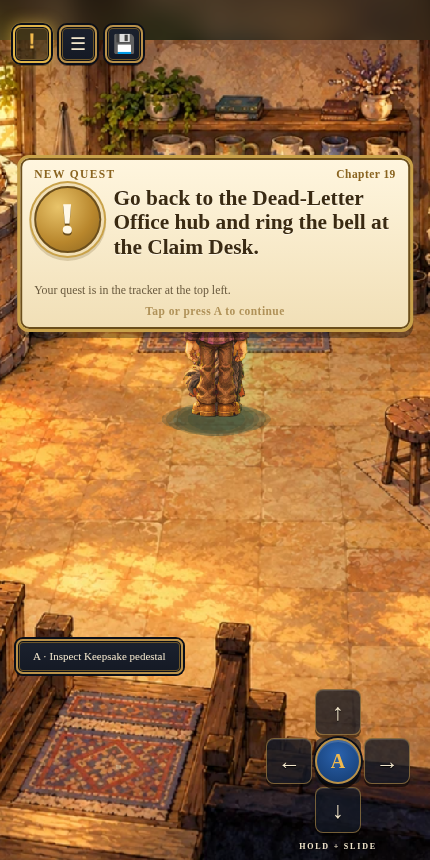 !
☰
NEW QUEST
Chapter 19
!
Go back to the Dead-Letter
Office hub and ring the bell at
the Claim Desk.
Your quest is in the tracker at the top left.
Tap or press A to continue
A · Inspect Keepsake pedestal
↑
← A →
↓
HOLD + SLIDE